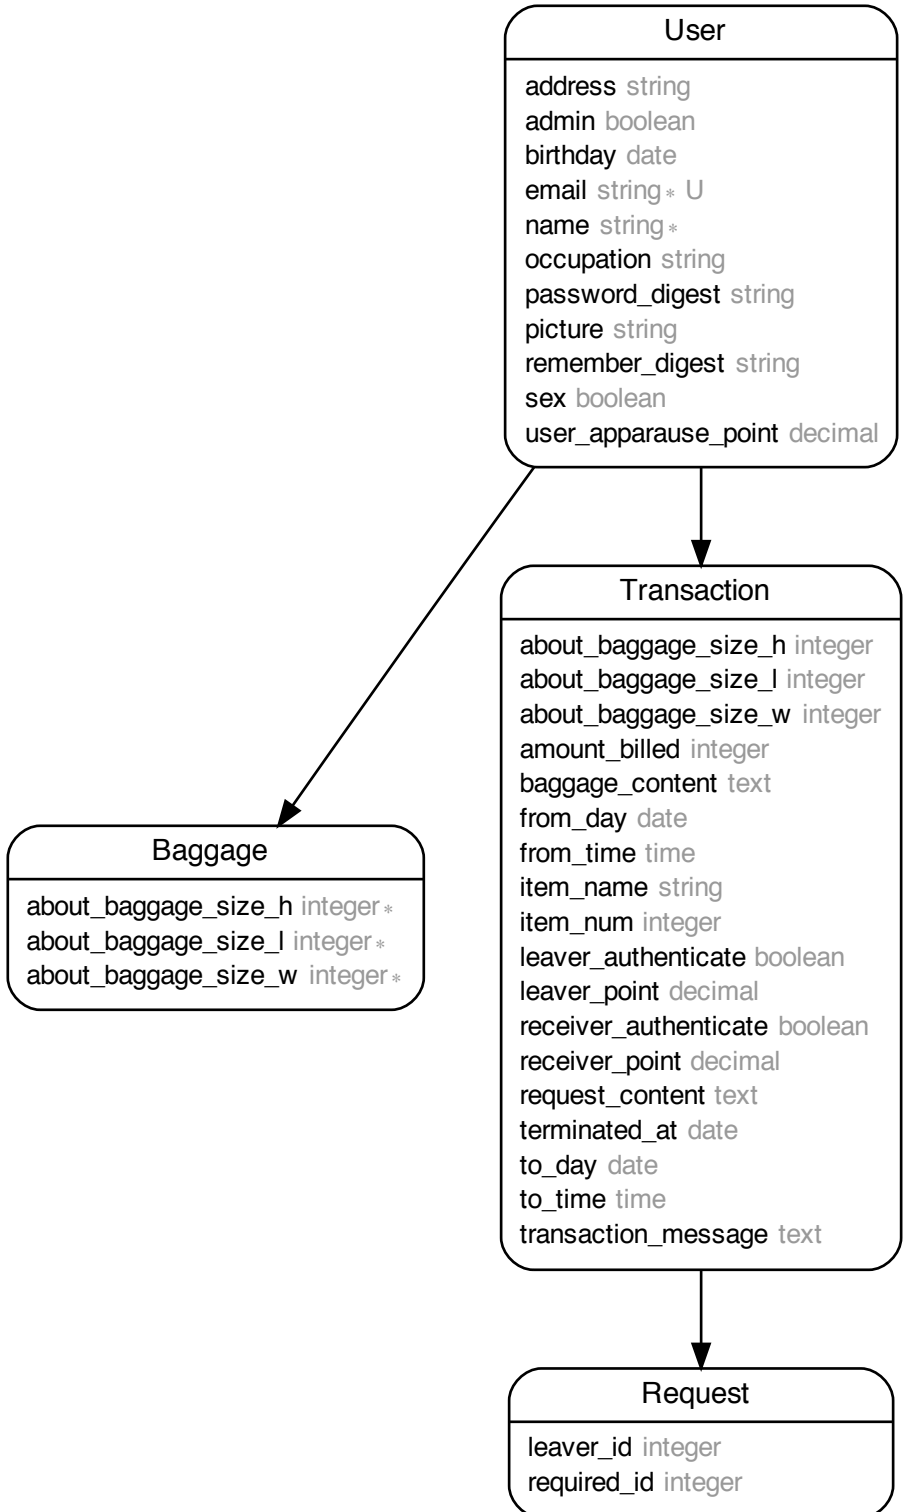 User
address string
admin boolean
birthday date
email string* U
name string*
occupation string
password_digest string
picture string
remember_digest string
sex boolean
user_apparause_point decimal
Transaction
about_baggage_size_h integer
about_baggage_size_l integer
about_baggage_size_w integer
amount_billed integer
baggage_content text
from_day date
from_time time
item_name string
item_num integer
leaver_authenticate boolean
leaver_point decimal
receiver_authenticate boolean
receiver_point decimal
request_content text
terminated_at date
to_day date
to_time time
transaction_message text
Baggage
about_baggage_size_h integer*
about_baggage_size_l integer*
about_baggage_size_w integer*
Request
leaver_id integer
required_id integer